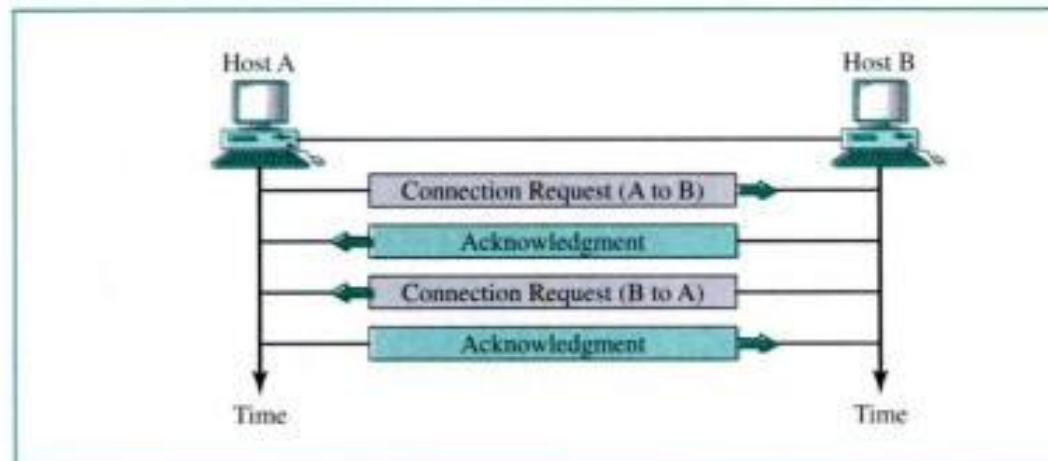 Host A
Host B
Connection Request (A to B)
Acknowledgment
Connection Request (B to A)
Acknowledgment
Time
Time